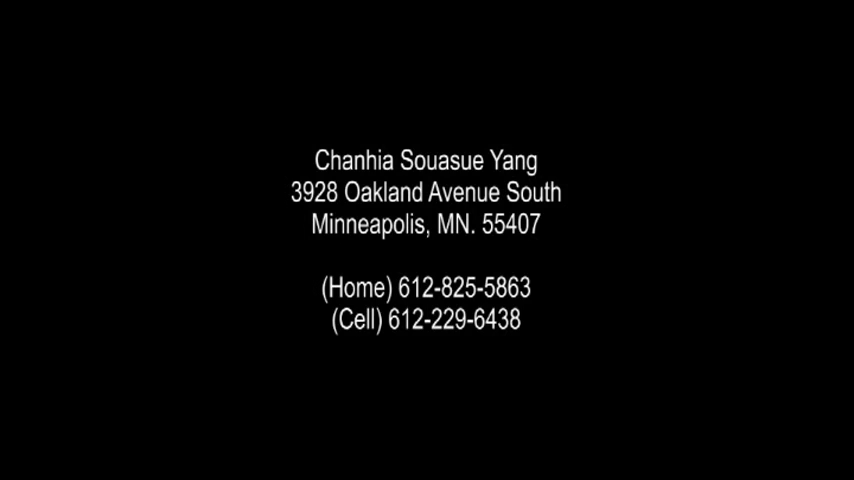 Chanhia Souasue Yang
3928 Oakland Avenue South
Minneapolis, MN. 55407
(Home) 612-825-5863
(Cell) 612-229-6438